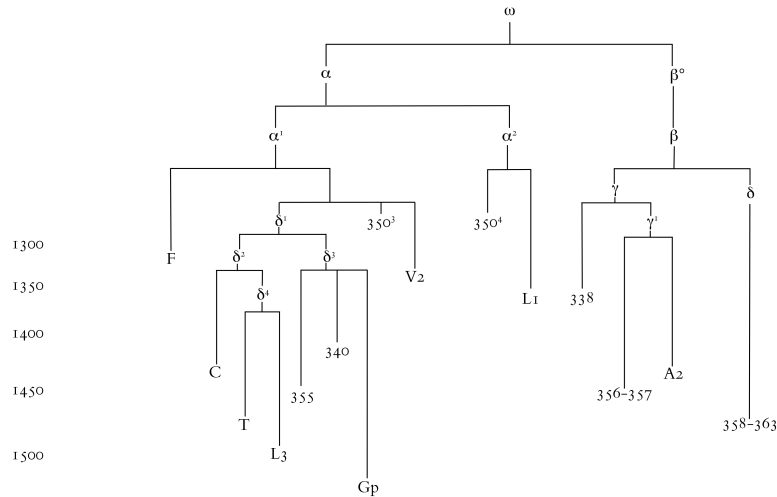 ω
α β°
α¹ α² β
γ δ
δ¹ 350³ 350⁴ γ¹
1300 F δ² δ³
V2
1350 δ⁴ L1 338
1400 340
C A2
1450 355 356–357
T 358–363
1500 L3
Gp